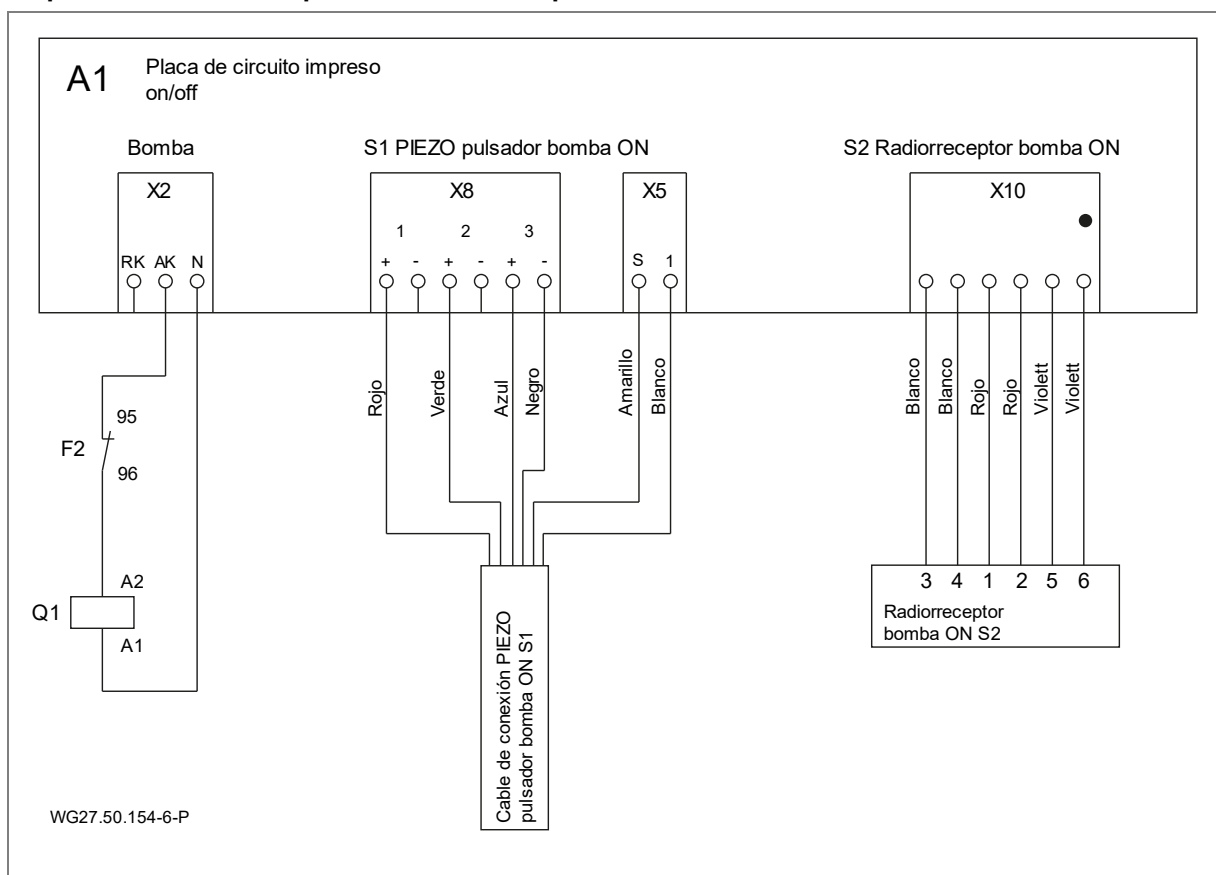 A1
Placa de circuito impreso
on/off
Bomba
S1 PIEZO pulsador bomba ON
S2 Radiorreceptor bomba ON
X2
X8
X5
X10
1 2 3
RK AK N
+ - + - + -
S 1
Rojo
Verde
Azul
Negro
Amarillo
Blanco
Blanco
Blanco
Rojo
Rojo
Violett
Violett
95
F2
96
A2
Q1
A1
Cable de conexión PIEZO
pulsador bomba ON S1
3 4 1 2 5 6
Radiorreceptor
bomba ON S2
WG27.50.154-6-P